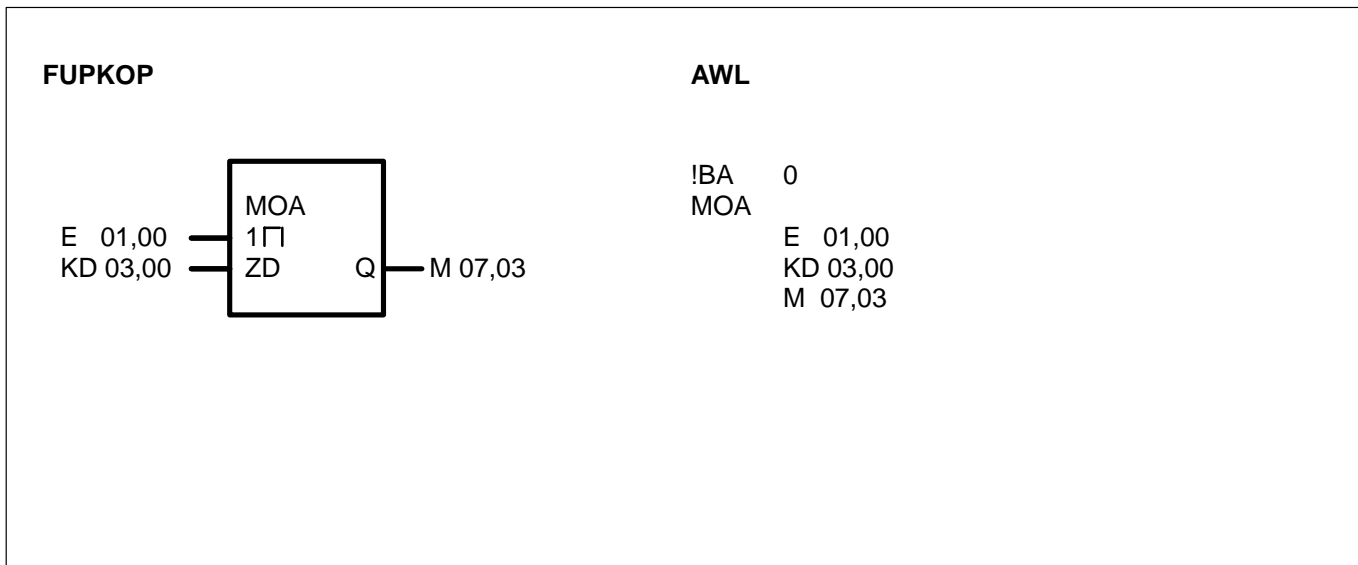 FUPKOP
MOA
E 01,00 1⊓
KD 03,00 ZD Q M 07,03
AWL
!BA 0
MOA
E 01,00
KD 03,00
M 07,03